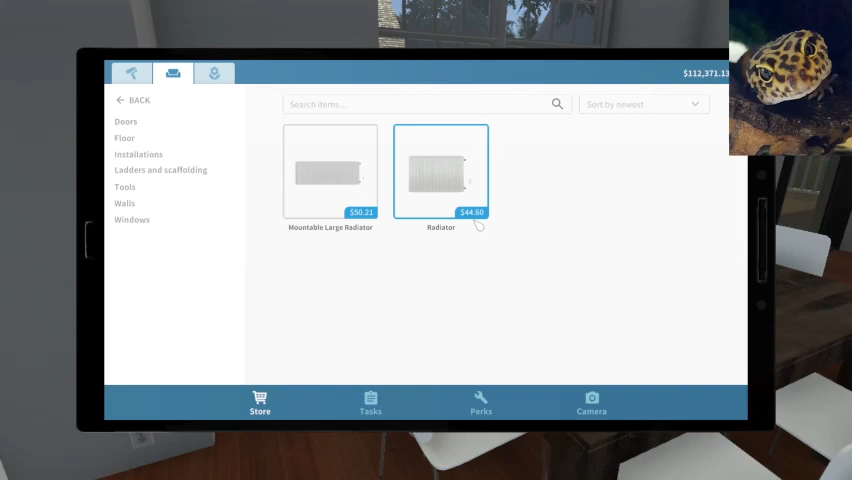 $112,371.13
BACK
Search items...
Sort by newest
Doors
Floor
Installations
Ladders and scaffolding
Tools
Walls
Windows
$50.21
$44.60
Mountable Large Radiator
Radiator
Store
Tasks
Perks
Camera